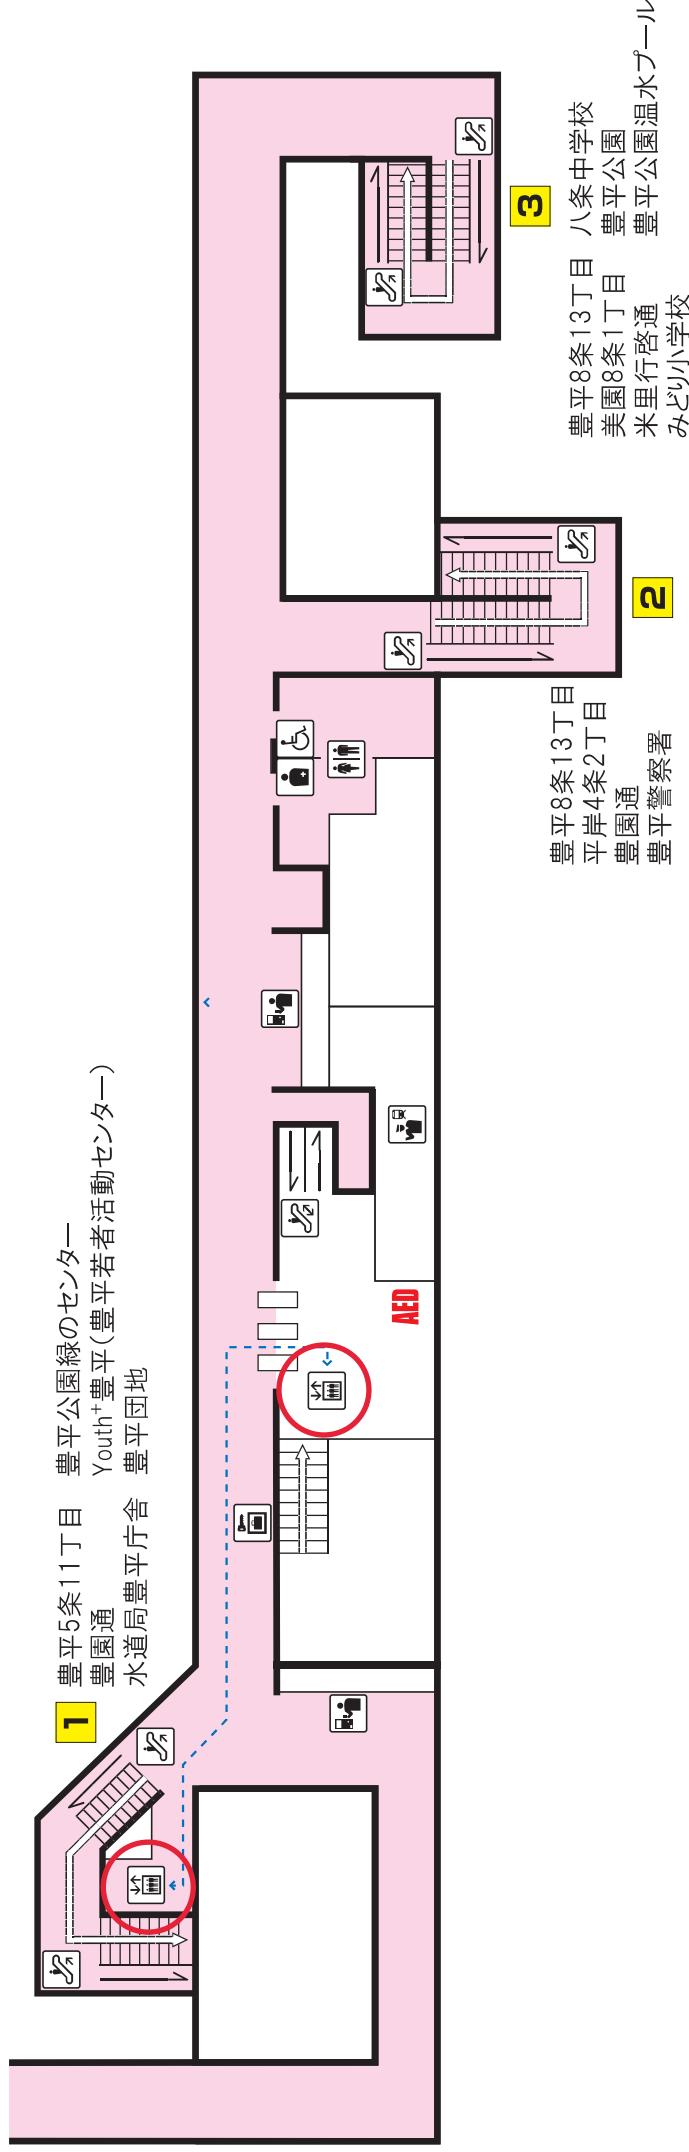 1
豊平5条11丁目　豊平公園緑のセンター
豊園通　Youth⁺豊平(豊平若者活動センター)
水道局豊平庁舎　豊平団地
AED
2
豊平8条13丁目
平岸4条2丁目
豊園通
豊平警察署
3
豊平8条13丁目　八条中学校
美園8条1丁目　豊平公園
米里行啓通　豊平公園温水プール
みどり小学校